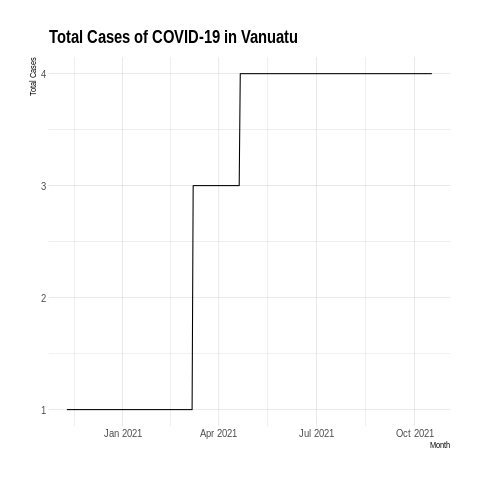 Total Cases of COVID-19 in Vanuatu
Total Cases
4
3
2
1
Jan 2021 Apr 2021 Jul 2021 Oct 2021
Month